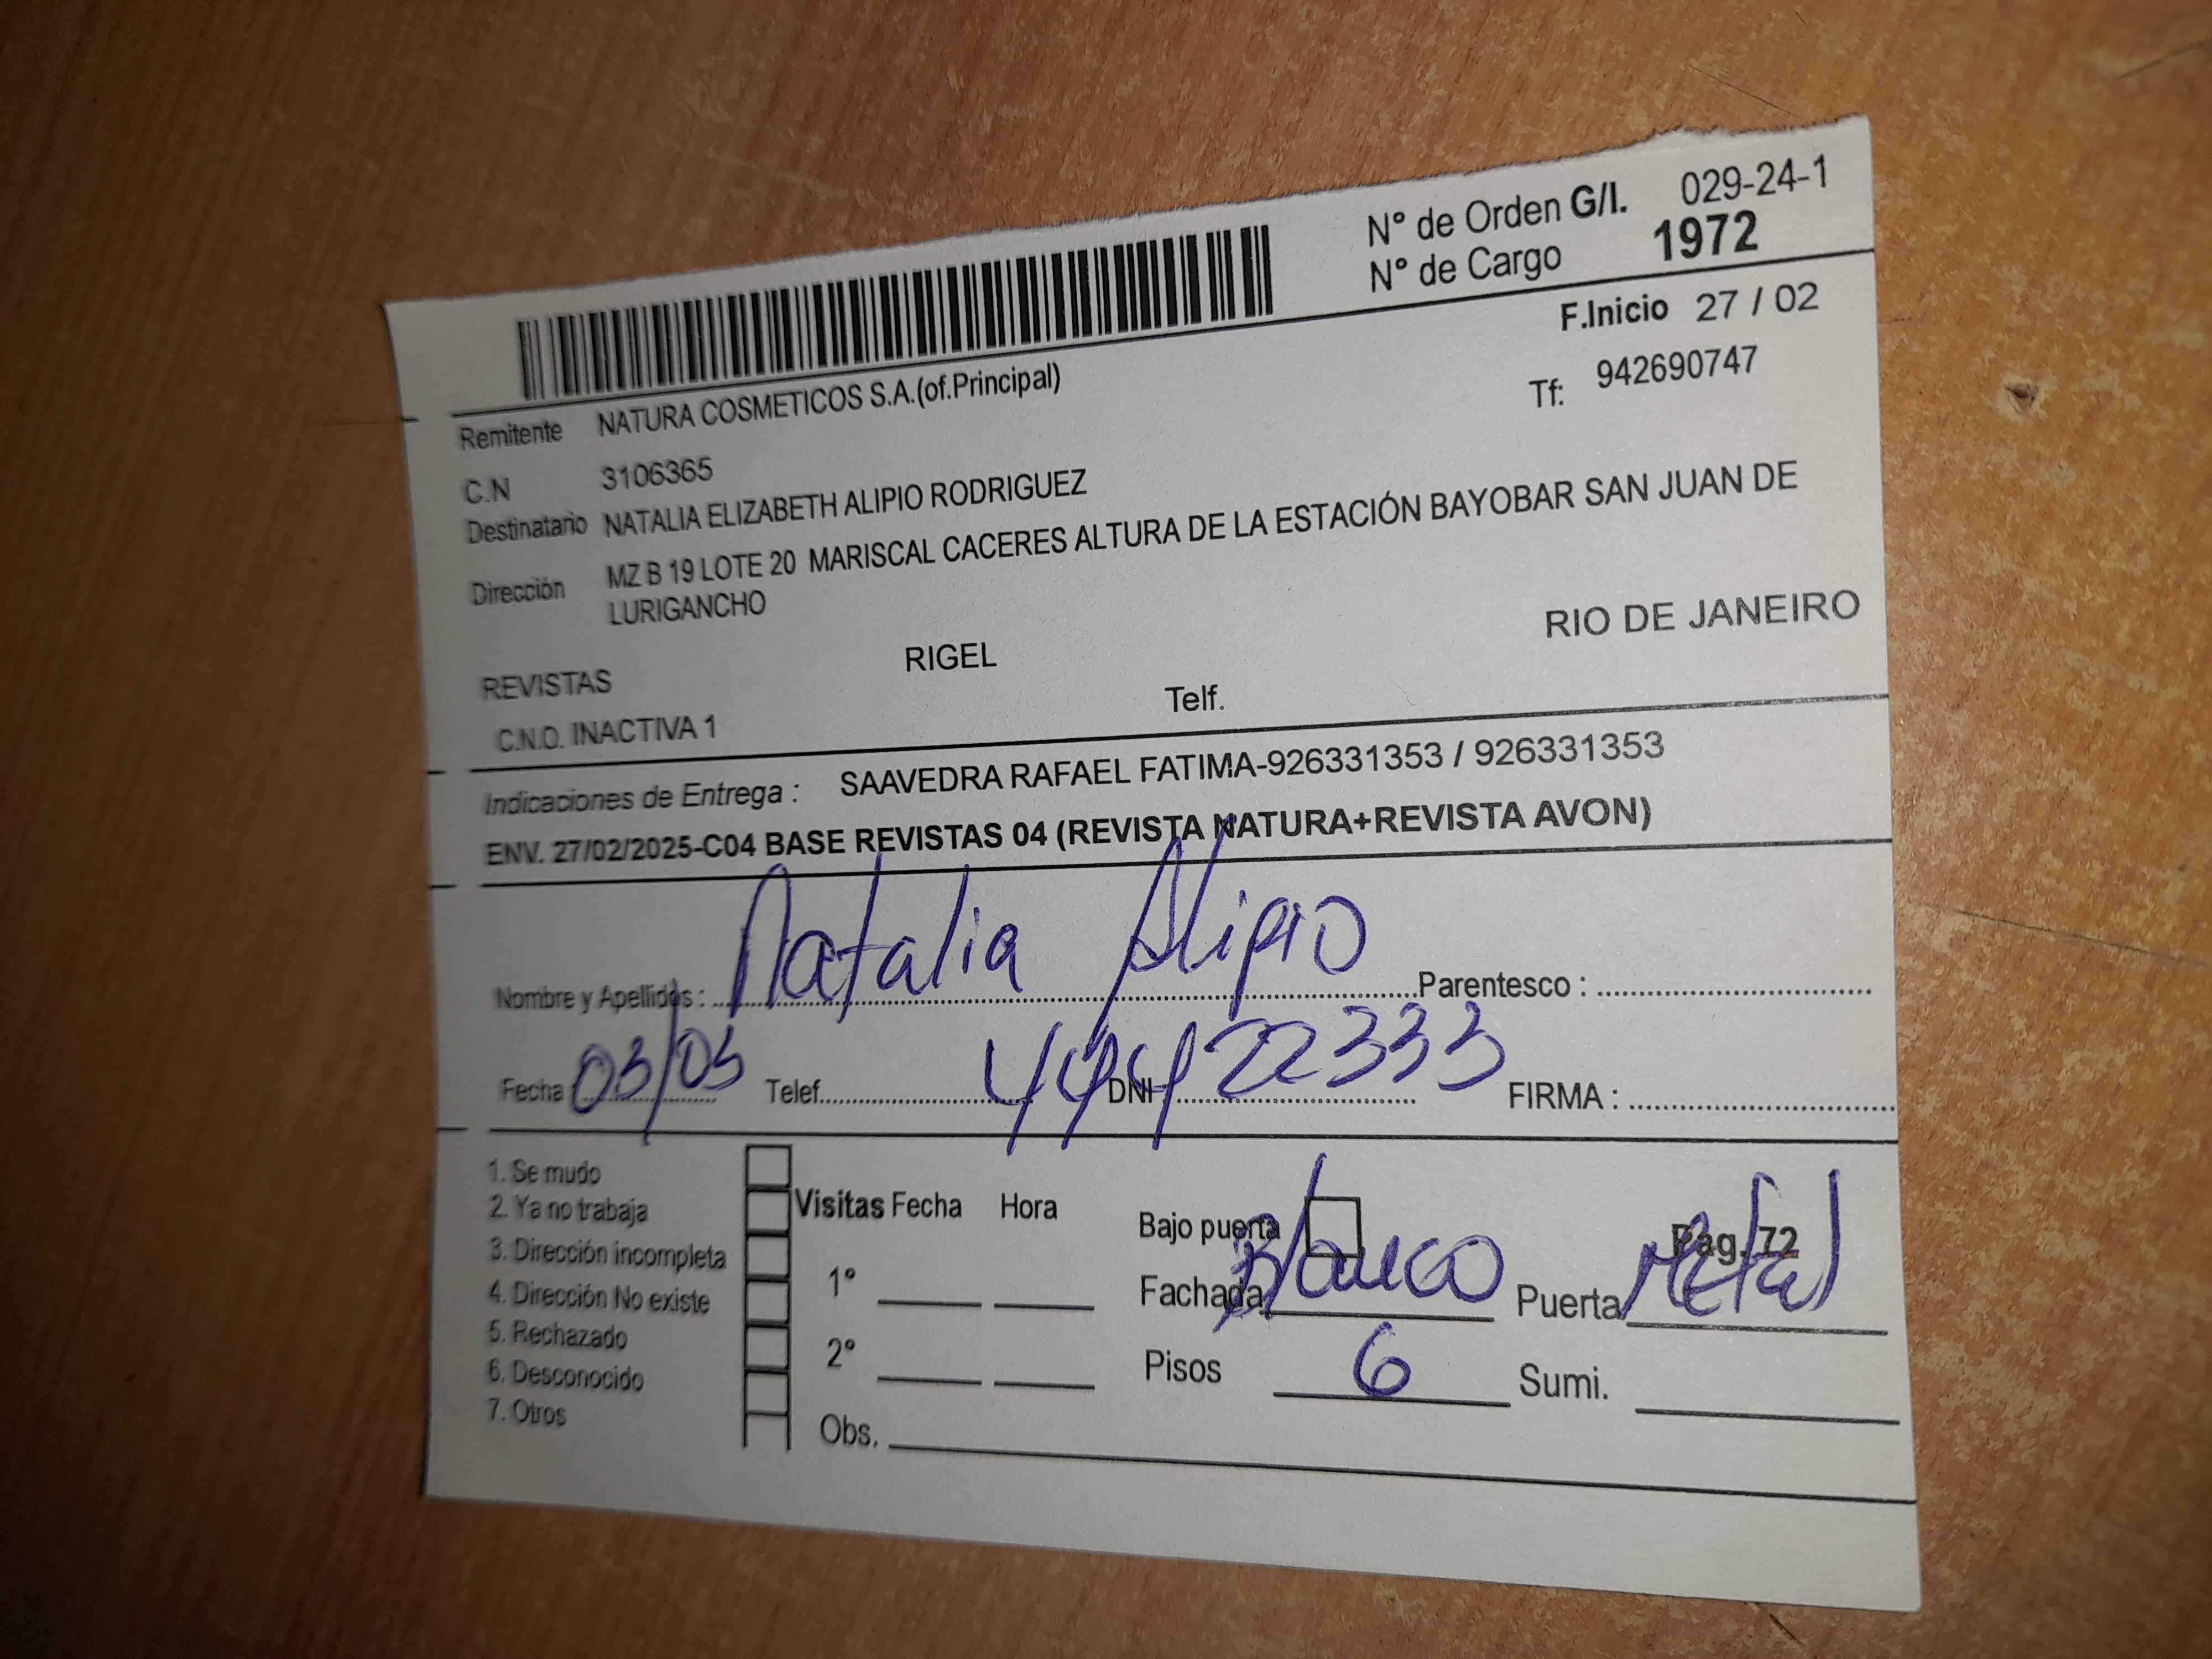 N° de Orden G/I. 029-24-1
N° de Cargo 1972
F.Inicio 27 / 02
Remitente NATURA COSMETICOS S.A.(of.Principal)
Tf: 942690747
C.N 3106365
Destinatario NATALIA ELIZABETH ALIPIO RODRIGUEZ
Dirección MZ B 19 LOTE 20 MARISCAL CACERES ALTURA DE LA ESTACIÓN BAYOBAR SAN JUAN DE
LURIGANCHO
REVISTAS RIGEL RIO DE JANEIRO
C.N.O. INACTIVA 1 Telf.
Indicaciones de Entrega : SAAVEDRA RAFAEL FATIMA-926331353 / 926331353
ENV. 27/02/2025-C04 BASE REVISTAS 04 (REVISTA NATURA+REVISTA AVON)
Nombre y Apellidos : Natalia Alipio Parentesco :
Fecha 03/03 Telef. DNI : 44422333 FIRMA :
1. Se mudo
2. Ya no trabaja
3. Dirección incompleta
4. Dirección No existe
5. Rechazado
6. Desconocido
7. Otros
Visitas Fecha Hora
1°
2°
Obs.
Bajo puerta Pag. 72
Fachada Blanco Puerta Metal
Pisos 6 Sumi.